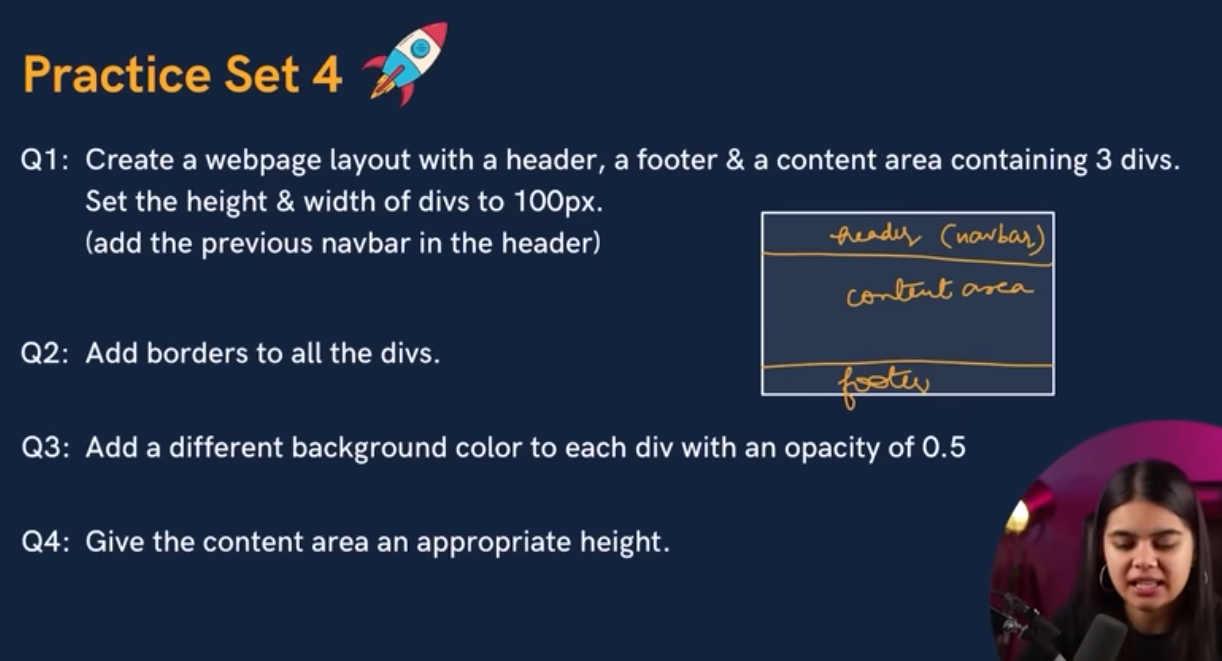 Practice Set 4
Q1: Create a webpage layout with a header, a footer & a content area containing 3 divs.
Set the height & width of divs to 100px.
(add the previous navbar in the header)
header (navbar)
content area
footer
Q2: Add borders to all the divs.
Q3: Add a different background color to each div with an opacity of 0.5
Q4: Give the content area an appropriate height.